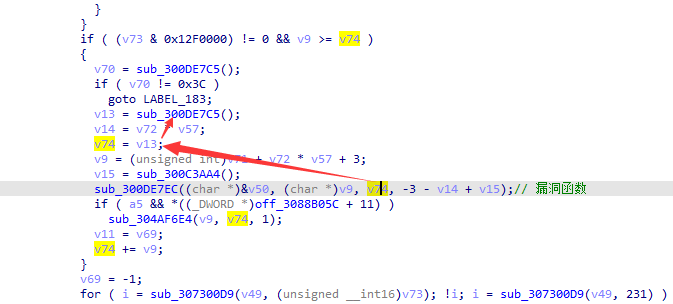 }
}
if ( (v73 & 0x12F0000) != 0 && v9 >= v74 )
{
v70 = sub_300DE7C5();
if ( v70 != 0x3C )
goto LABEL_183;
v13 = sub_300DE7C5();
v14 = v72 v57;
v74 = v13;
v9 = (unsigned int)v71 + v72 * v57 + 3;
v15 = sub_300C3AA4();
sub_300DE7EC((char *)&v50, (char *)v9, v74, -3 - v14 + v15);// 漏洞函数
if ( a5 && *((_DWORD *)off_3088B05C + 11) )
sub_304AF6E4(v9, v74, 1);
v11 = v69;
v74 += v9;
}
v69 = -1;
for ( i = sub_307300D9(v49, (unsigned __int16)v73); !i; i = sub_307300D9(v49, 231) )